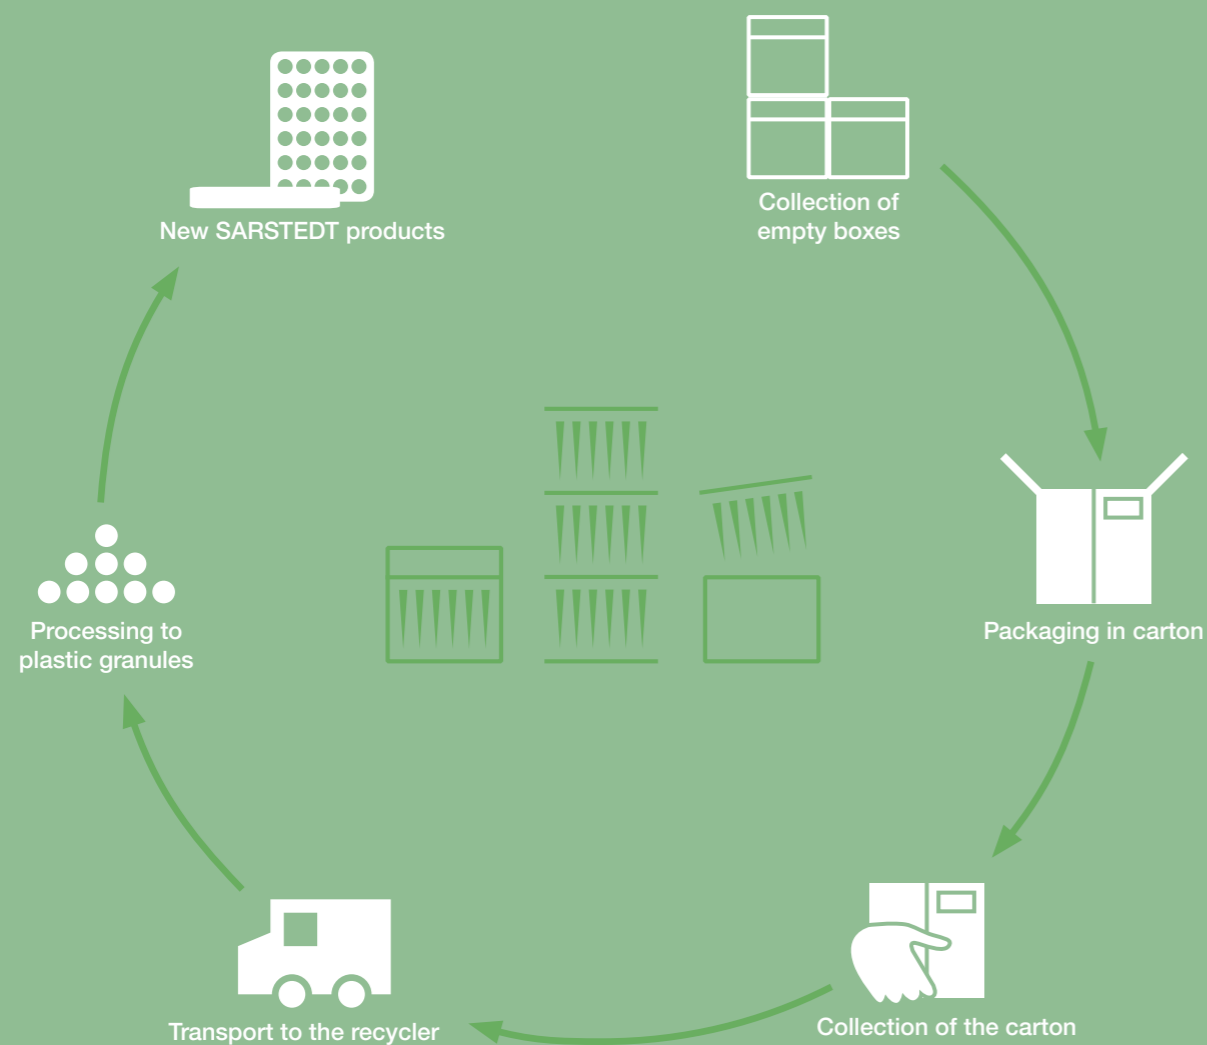 New SARSTEDT products
Collection of
empty boxes
Processing to
plastic granules
Packaging in carton
Transport to the recycler
Collection of the carton